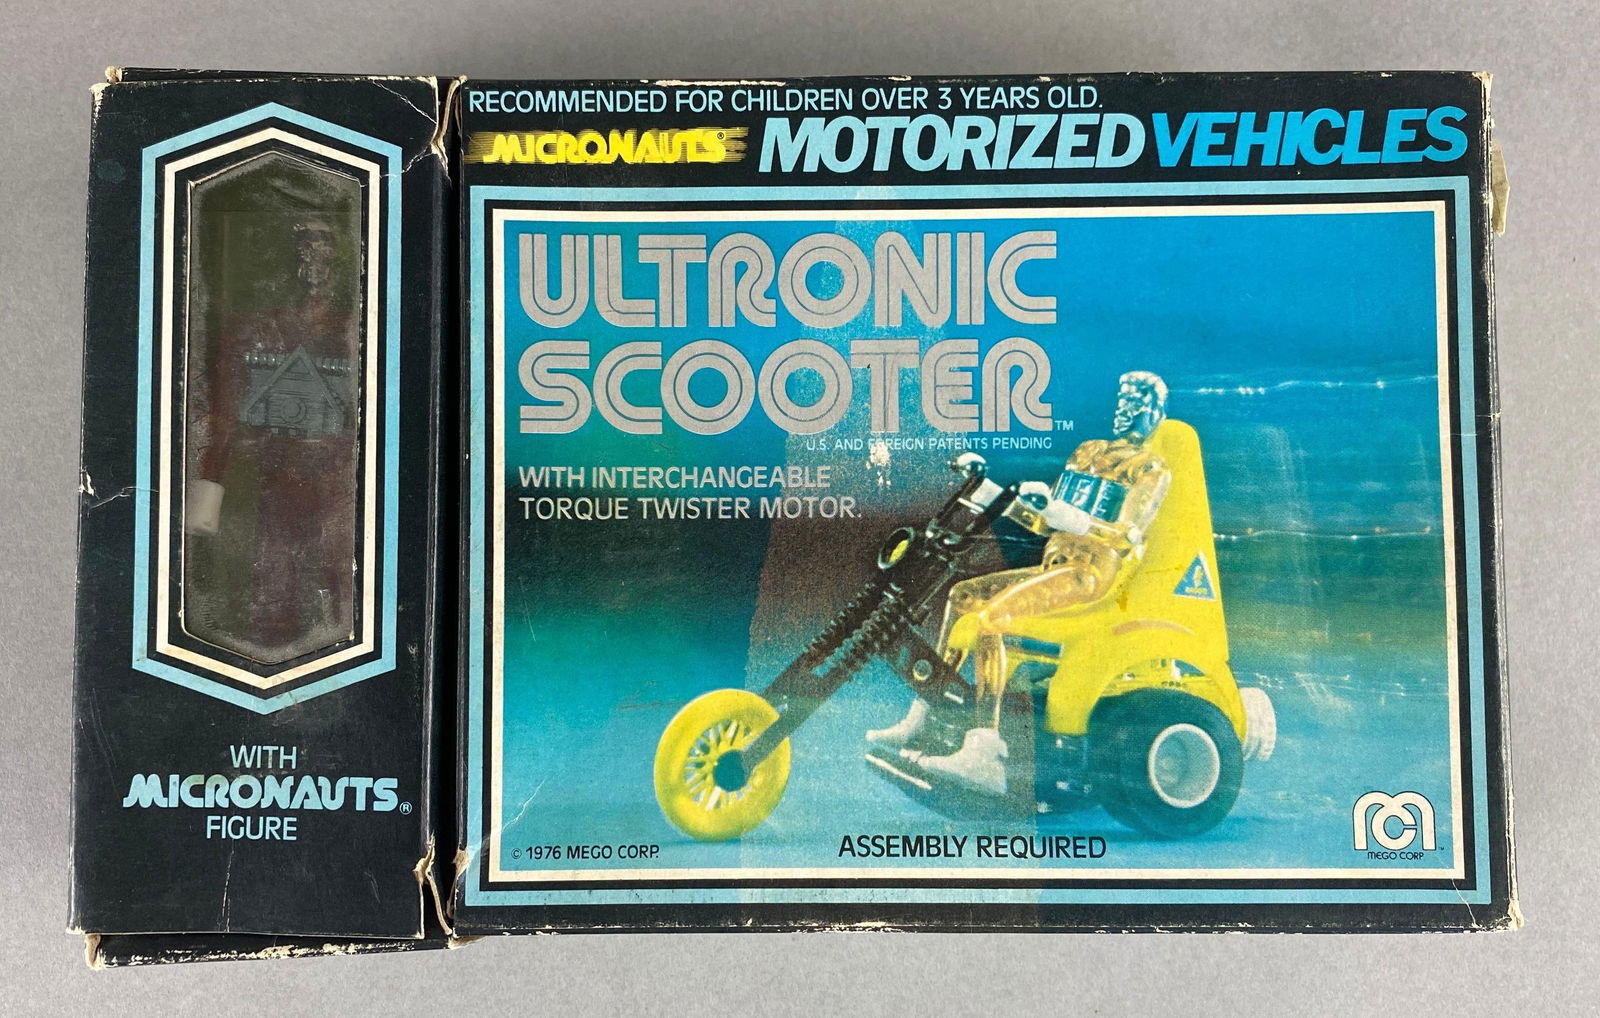 RECOMMENDED FOR CHILDREN OVER 3 YEARS OLD.
MICRONAUTS® MOTORIZED VEHICLES
ULTRONIC
SCOOTER™
U.S. AND FOREIGN PATENTS PENDING
WITH INTERCHANGEABLE
TORQUE TWISTER MOTOR.
WITH
MICRONAUTS®
FIGURE
© 1976 MEGO CORP.
ASSEMBLY REQUIRED
MEGO CORP. ™